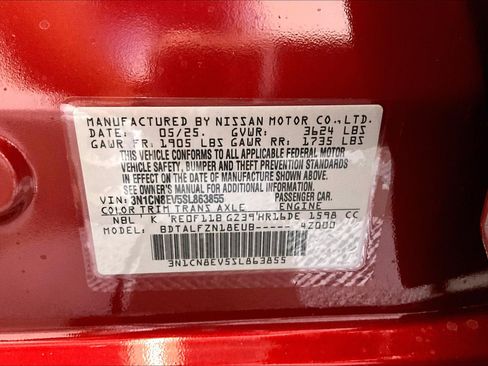 MANUFACTURED BY NISSAN MOTOR CO.,LTD.
DATE: 05/25. GVWR: 3624 LBS
GAWR FR: 1905 LBS GAWR RR: 1735 LBS
THIS VEHICLE CONFORMS TO ALL APPLICABLE FEDERAL MOTOR
VEHICLE SAFETY, BUMPER AND THEFT PREVENTION STANDARDS
IN EFFECT ON THE DATE OF MANUFACTURE SHOWN ABOVE.
SEE OWNER'S MANUAL FOR ADDITIONAL INFORMATION.
VIN: 3N1CN8EV5SL863855 PASSENGER CAR
COLOR TRIM TRANS AXLE ENGINE
NBL K RE0F11B GZ39 HR16DE 1598 CC
MODEL: BDTALFZN18EUB----- 4Z000
3N1CN8EV5SL863855